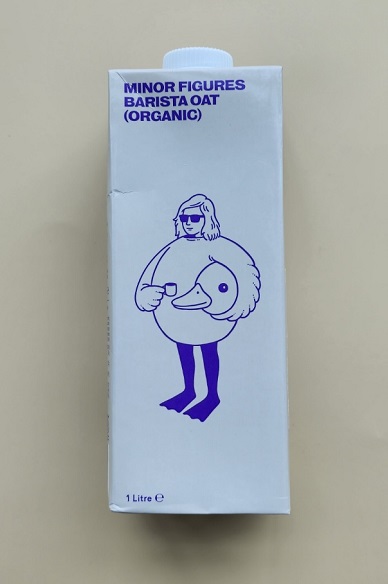 MINOR FIGURES
BARISTA OAT
(ORGANIC)
1 Litre ℮